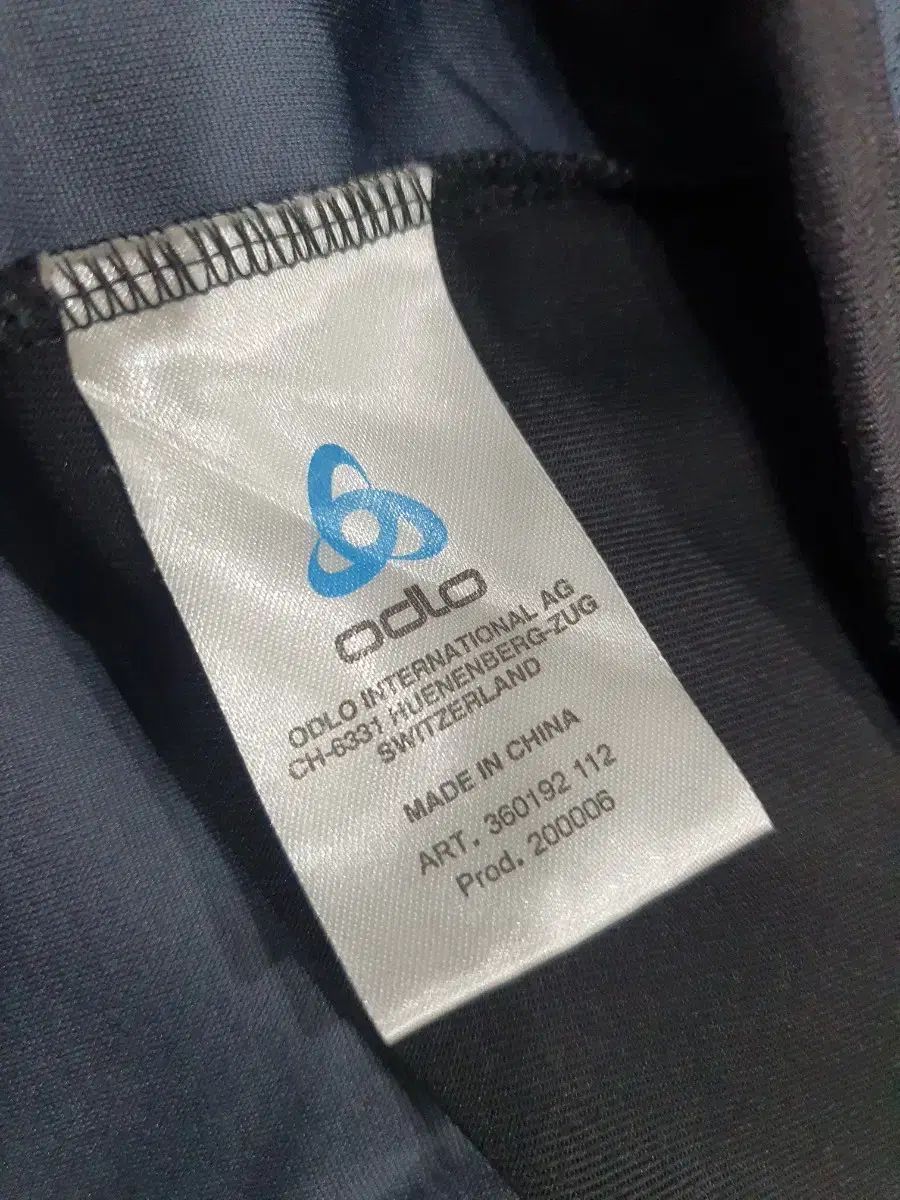 odlo
ODLO INTERNATIONAL AG
CH-6331 HUENENBERG-ZUG
SWITZERLAND
MADE IN CHINA
ART. 360192 112
Prod. 200006